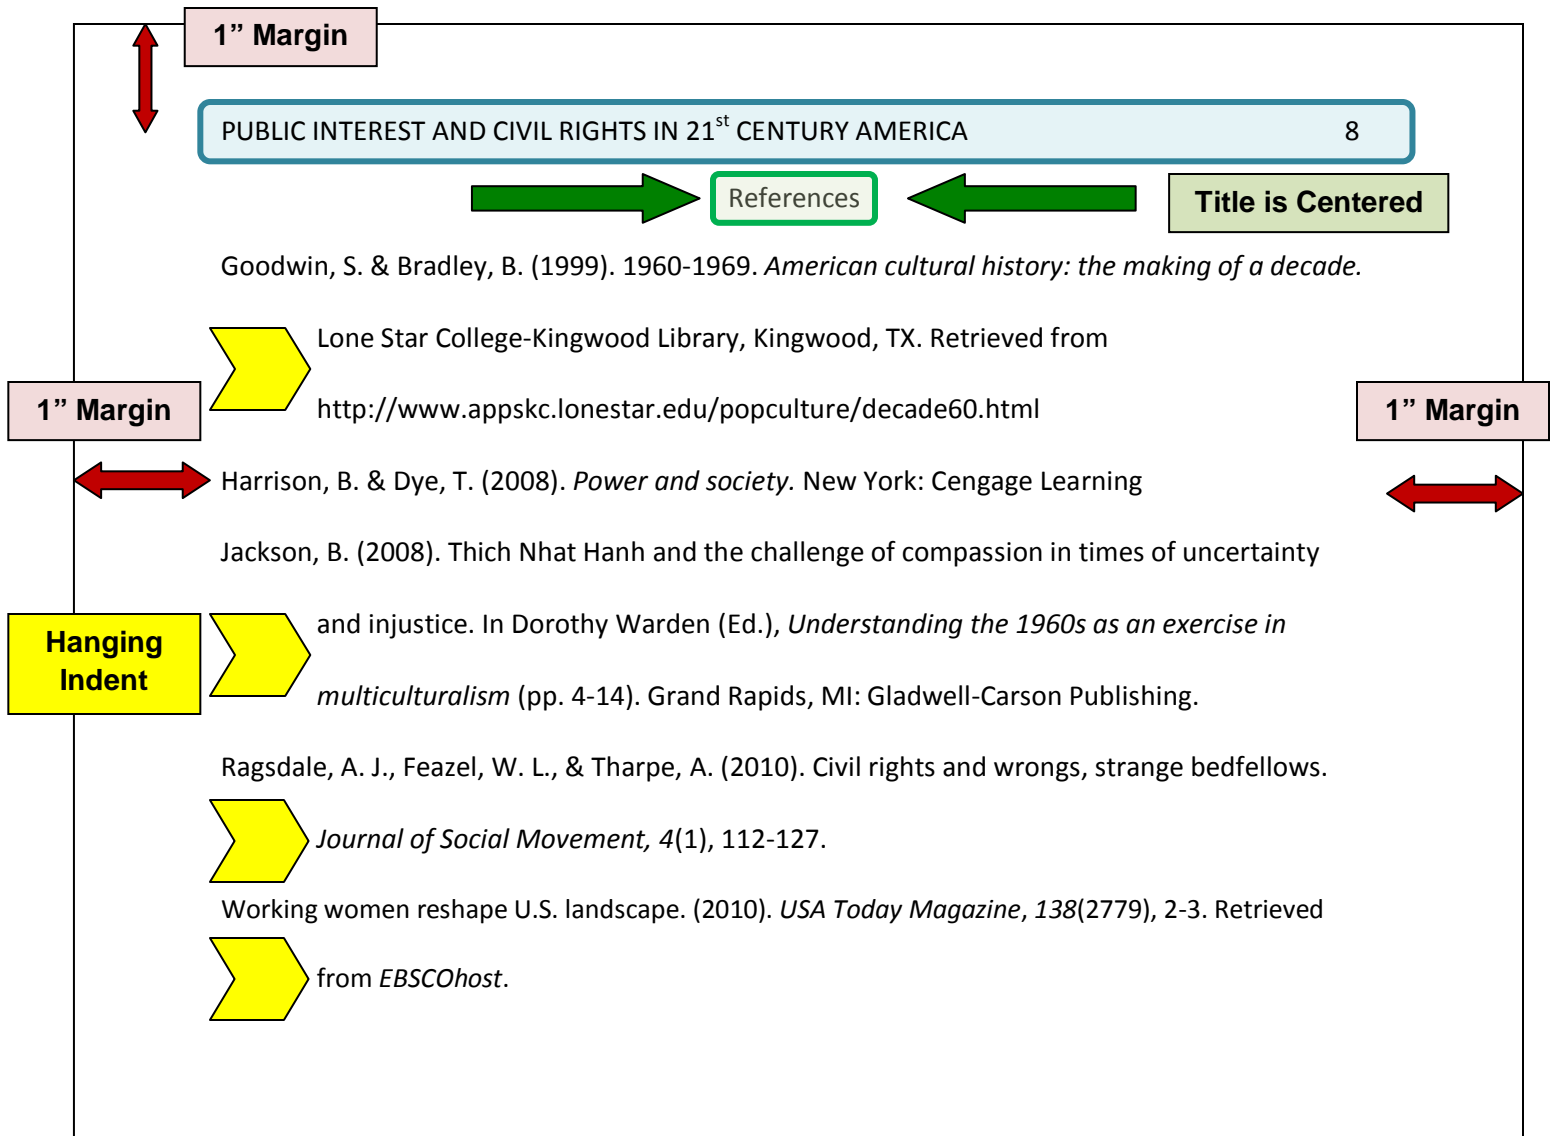 1” Margin
PUBLIC INTEREST AND CIVIL RIGHTS IN 21st CENTURY AMERICA 8
References
Title is Centered
Goodwin, S. & Bradley, B. (1999). 1960-1969. American cultural history: the making of a decade.
Lone Star College-Kingwood Library, Kingwood, TX. Retrieved from
1” Margin
http://www.appskc.lonestar.edu/popculture/decade60.html
1” Margin
Harrison, B. & Dye, T. (2008). Power and society. New York: Cengage Learning
Jackson, B. (2008). Thich Nhat Hanh and the challenge of compassion in times of uncertainty
Hanging
Indent
and injustice. In Dorothy Warden (Ed.), Understanding the 1960s as an exercise in
multiculturalism (pp. 4-14). Grand Rapids, MI: Gladwell-Carson Publishing.
Ragsdale, A. J., Feazel, W. L., & Tharpe, A. (2010). Civil rights and wrongs, strange bedfellows.
Journal of Social Movement, 4(1), 112-127.
Working women reshape U.S. landscape. (2010). USA Today Magazine, 138(2779), 2-3. Retrieved
from EBSCOhost.